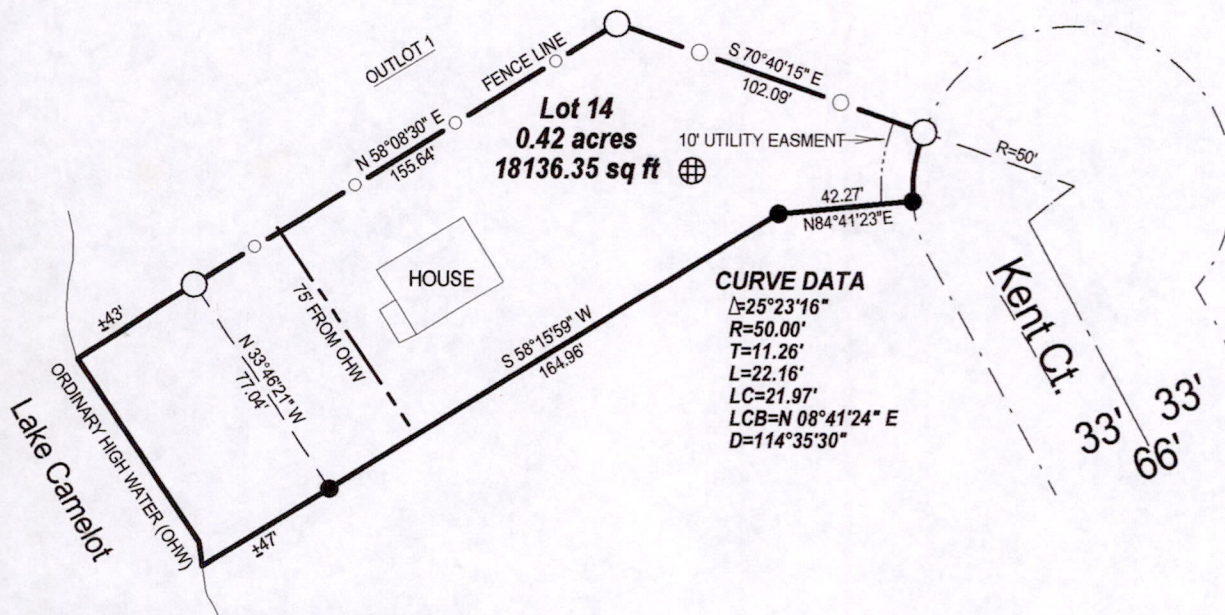 OUTLOT 1
FENCE LINE
S 70°40'15" E
102.09'
N 58°08'30" E
155.64'
Lot 14
0.42 acres
18136.35 sq ft
10' UTILITY EASMENT
R=50'
42.27'
N84°41'23"E
HOUSE
75' FROM OHW
±43'
N 33°46'21" W
77.04'
S 58°15'59" W
164.96'
ORDINARY HIGH WATER (OHW)
Lake Camelot
±47'
CURVE DATA
Δ=25°23'16"
R=50.00'
T=11.26'
L=22.16'
LC=21.97'
LCB=N 08°41'24" E
D=114°35'30"
Kent Ct.
33'
33'
66'